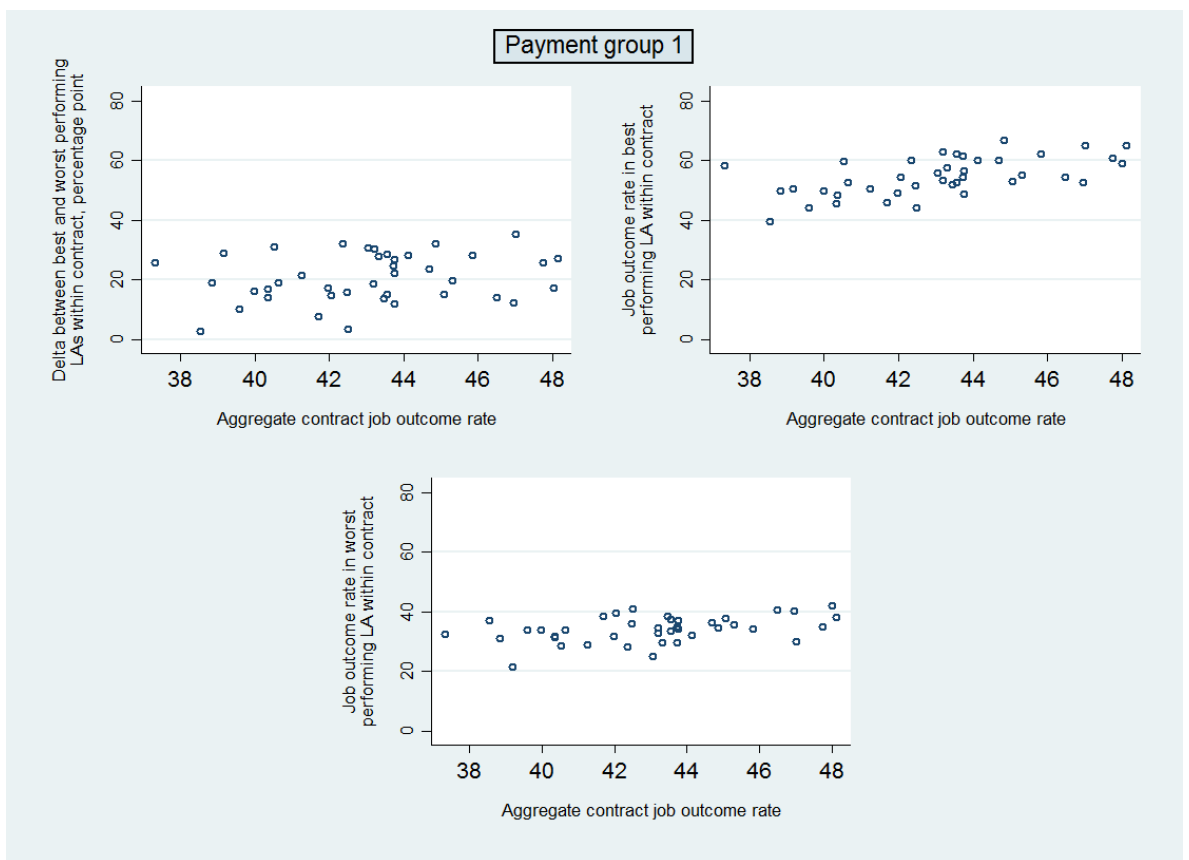 Payment group 1
Delta between best and worst performing
LAs within contract, percentage point
80
60
40
20
0
38 40 42 44 46 48
Aggregate contract job outcome rate
Job outcome rate in best
performing LA within contract
80
60
40
20
0
38 40 42 44 46 48
Aggregate contract job outcome rate
Job outcome rate in worst
performing LA within contract
80
60
40
20
0
38 40 42 44 46 48
Aggregate contract job outcome rate